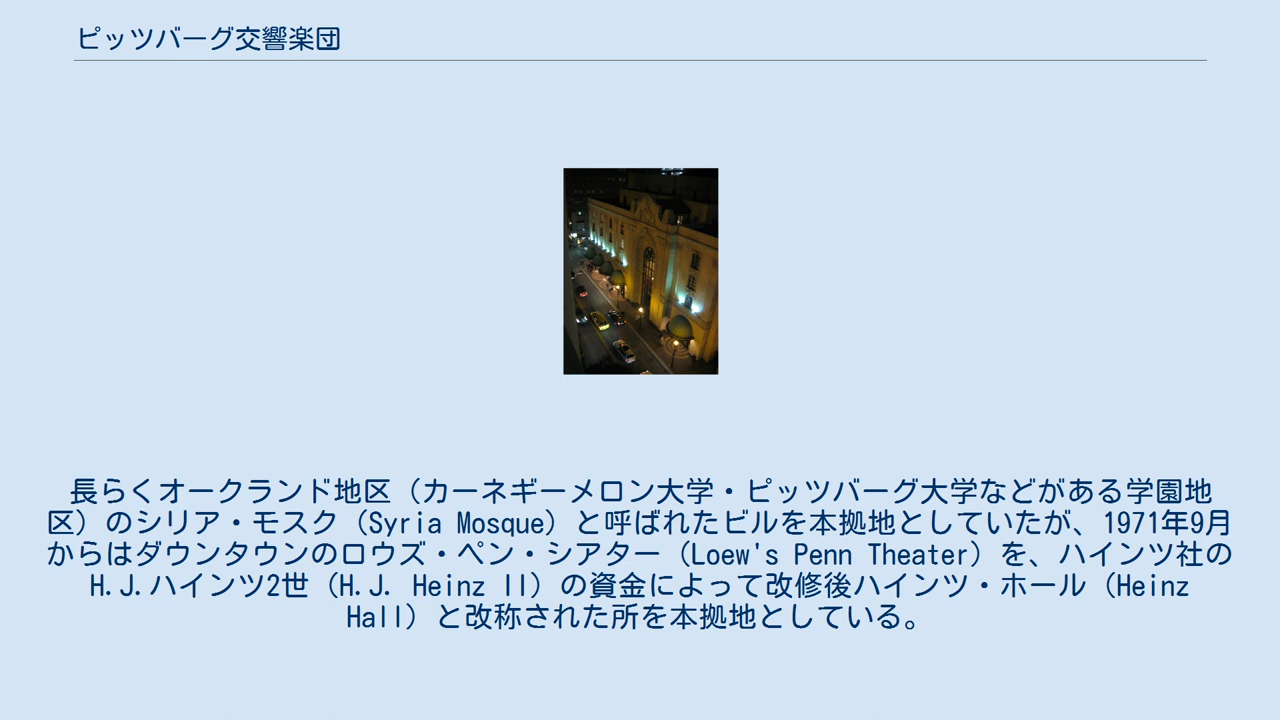 ピッツバーグ交響楽団
長らくオークランド地区（カーネギーメロン大学・ピッツバーグ大学などがある学園地
区）のシリア・モスク（Syria Mosque）と呼ばれたビルを本拠地としていたが、1971年9月
からはダウンタウンのロウズ・ペン・シアター（Loew's Penn Theater）を、ハインツ社の
H.J.ハインツ2世（H.J. Heinz II）の資金によって改修後ハインツ・ホール（Heinz
Hall）と改称された所を本拠地としている。